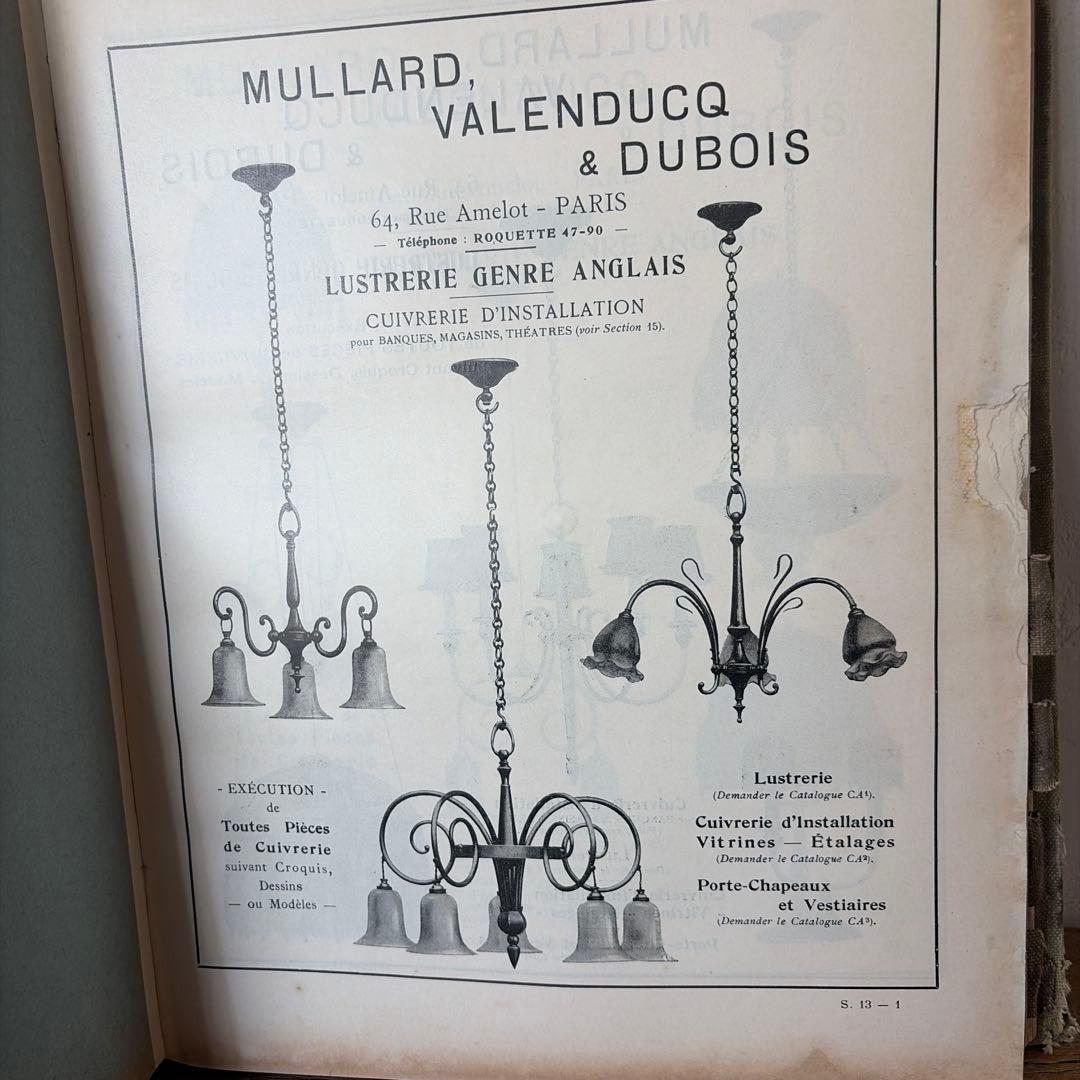 MULLARD,
VALENDUCQ
& DUBOIS
64, Rue Amelot - PARIS
— Téléphone : ROQUETTE 47-90 —
LUSTRERIE GENRE ANGLAIS
CUIVRERIE D'INSTALLATION
pour BANQUES, MAGASINS, THÉATRES (voir Section 15).
- EXÉCUTION -
de
Toutes Pièces
de Cuivrerie
suivant Croquis,
Dessins
— ou Modèles —
Lustrerie
(Demander le Catalogue CA¹).
Cuivrerie d'Installation
Vitrines — Étalages
(Demander le Catalogue CA²).
Porte-Chapeaux
et Vestiaires
(Demander le Catalogue CA³).
S. 13 — 1